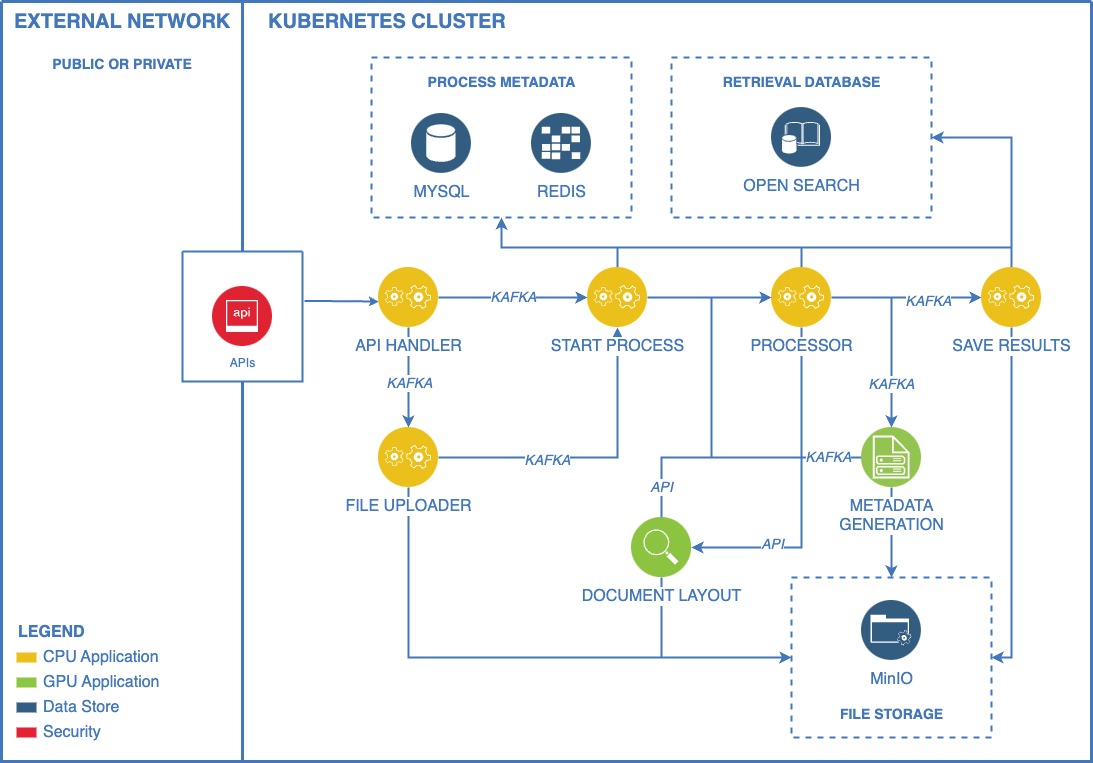 EXTERNAL NETWORK
PUBLIC OR PRIVATE
KUBERNETES CLUSTER
PROCESS METADATA
MYSQL
REDIS
RETRIEVAL DATABASE
OPEN SEARCH
api
APIs
API HANDLER
KAFKA
START PROCESS
PROCESSOR
KAFKA
SAVE RESULTS
KAFKA
KAFKA
FILE UPLOADER
KAFKA
KAFKA
METADATA
GENERATION
API
API
DOCUMENT LAYOUT
MinIO
FILE STORAGE
LEGEND
CPU Application
GPU Application
Data Store
Security